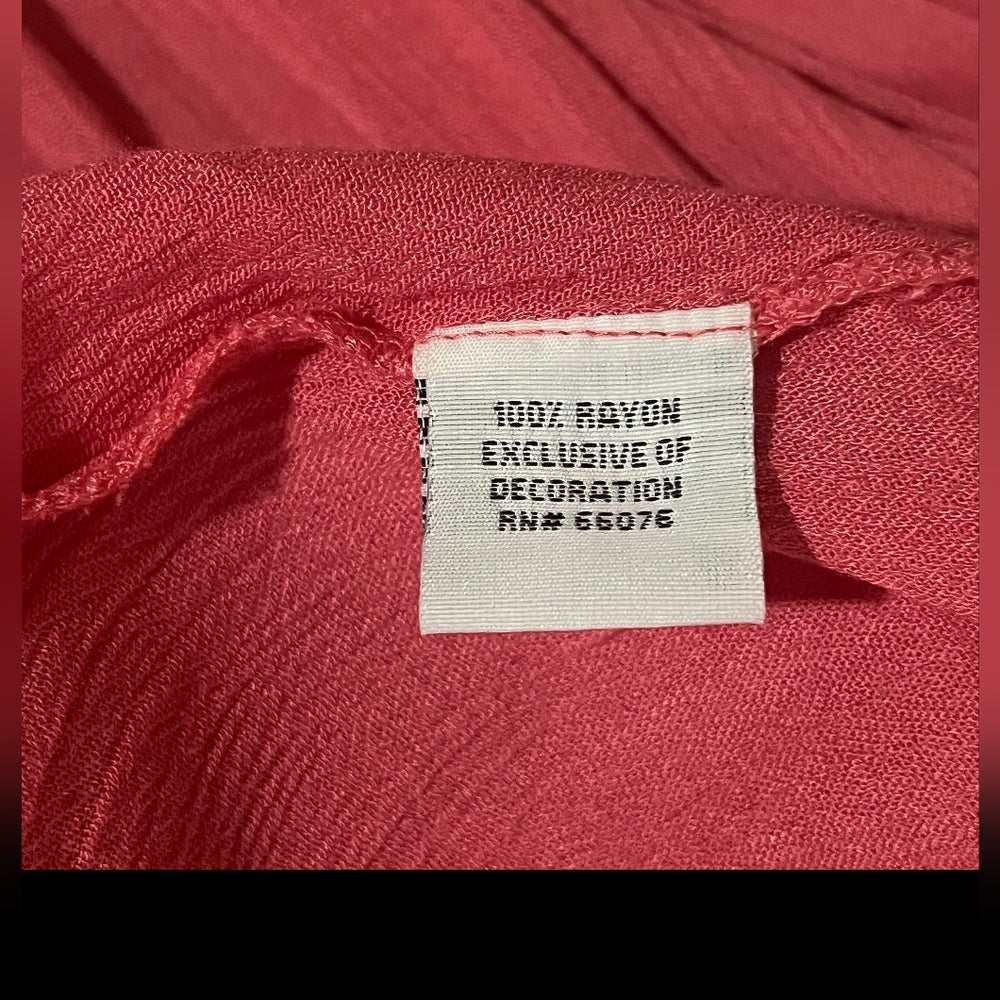 100% RAYON
EXCLUSIVE OF
DECORATION
RN# 66076